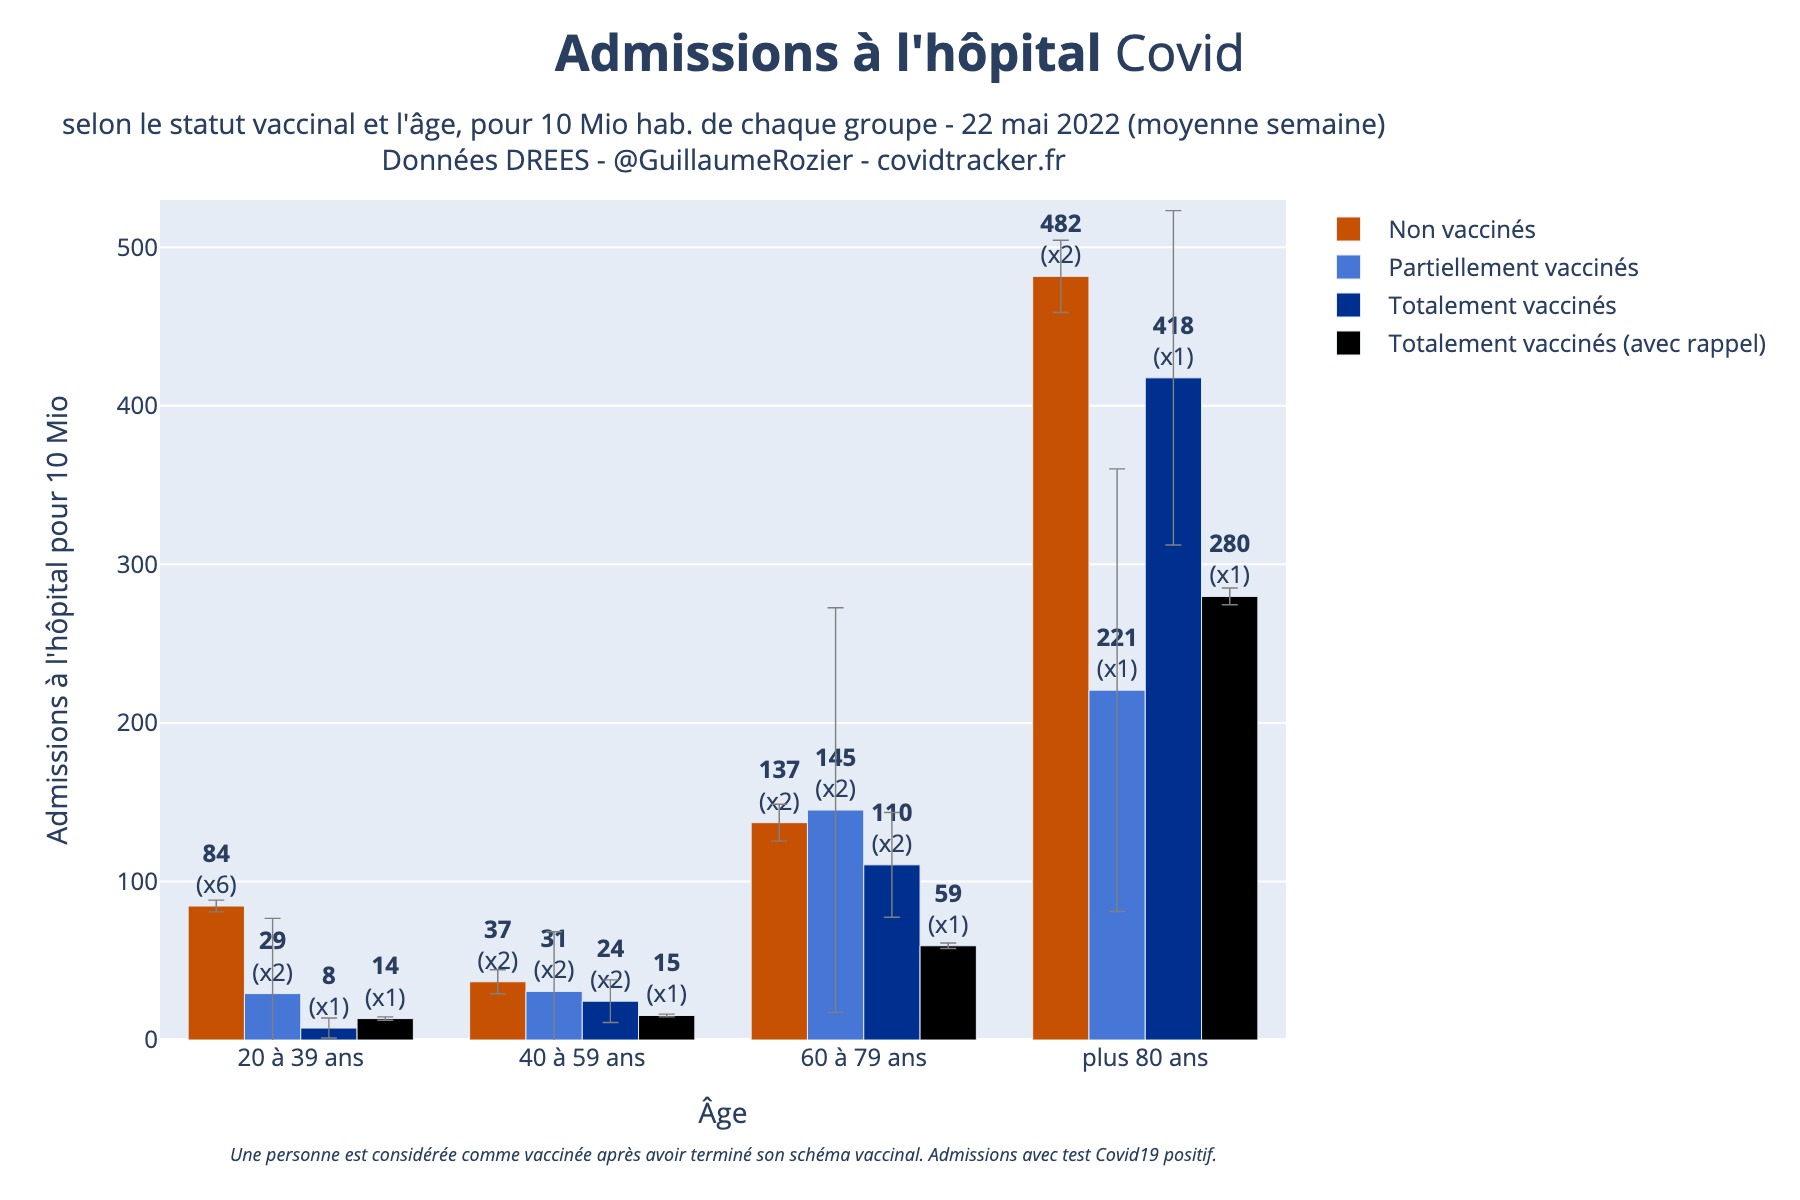 Admissions à l'hôpital Covid
selon le statut vaccinal et l'âge, pour 10 Mio hab. de chaque groupe - 22 mai 2022 (moyenne semaine)
Données DREES - @GuillaumeRozier - covidtracker.fr
Non vaccinés
Partiellement vaccinés
Totalement vaccinés
Totalement vaccinés (avec rappel)
Admissions à l'hôpital pour 10 Mio
500
400
300
200
100
0
84
(x6)
29
(x2)
8
(x1)
14
(x1)
37
(x2)
31
(x2)
24
(x2)
15
(x1)
137
(x2)
145
(x2)
110
(x2)
59
(x1)
482
(x2)
221
(x1)
418
(x1)
280
(x1)
20 à 39 ans
40 à 59 ans
60 à 79 ans
plus 80 ans
Âge
Une personne est considérée comme vaccinée après avoir terminé son schéma vaccinal. Admissions avec test Covid19 positif.